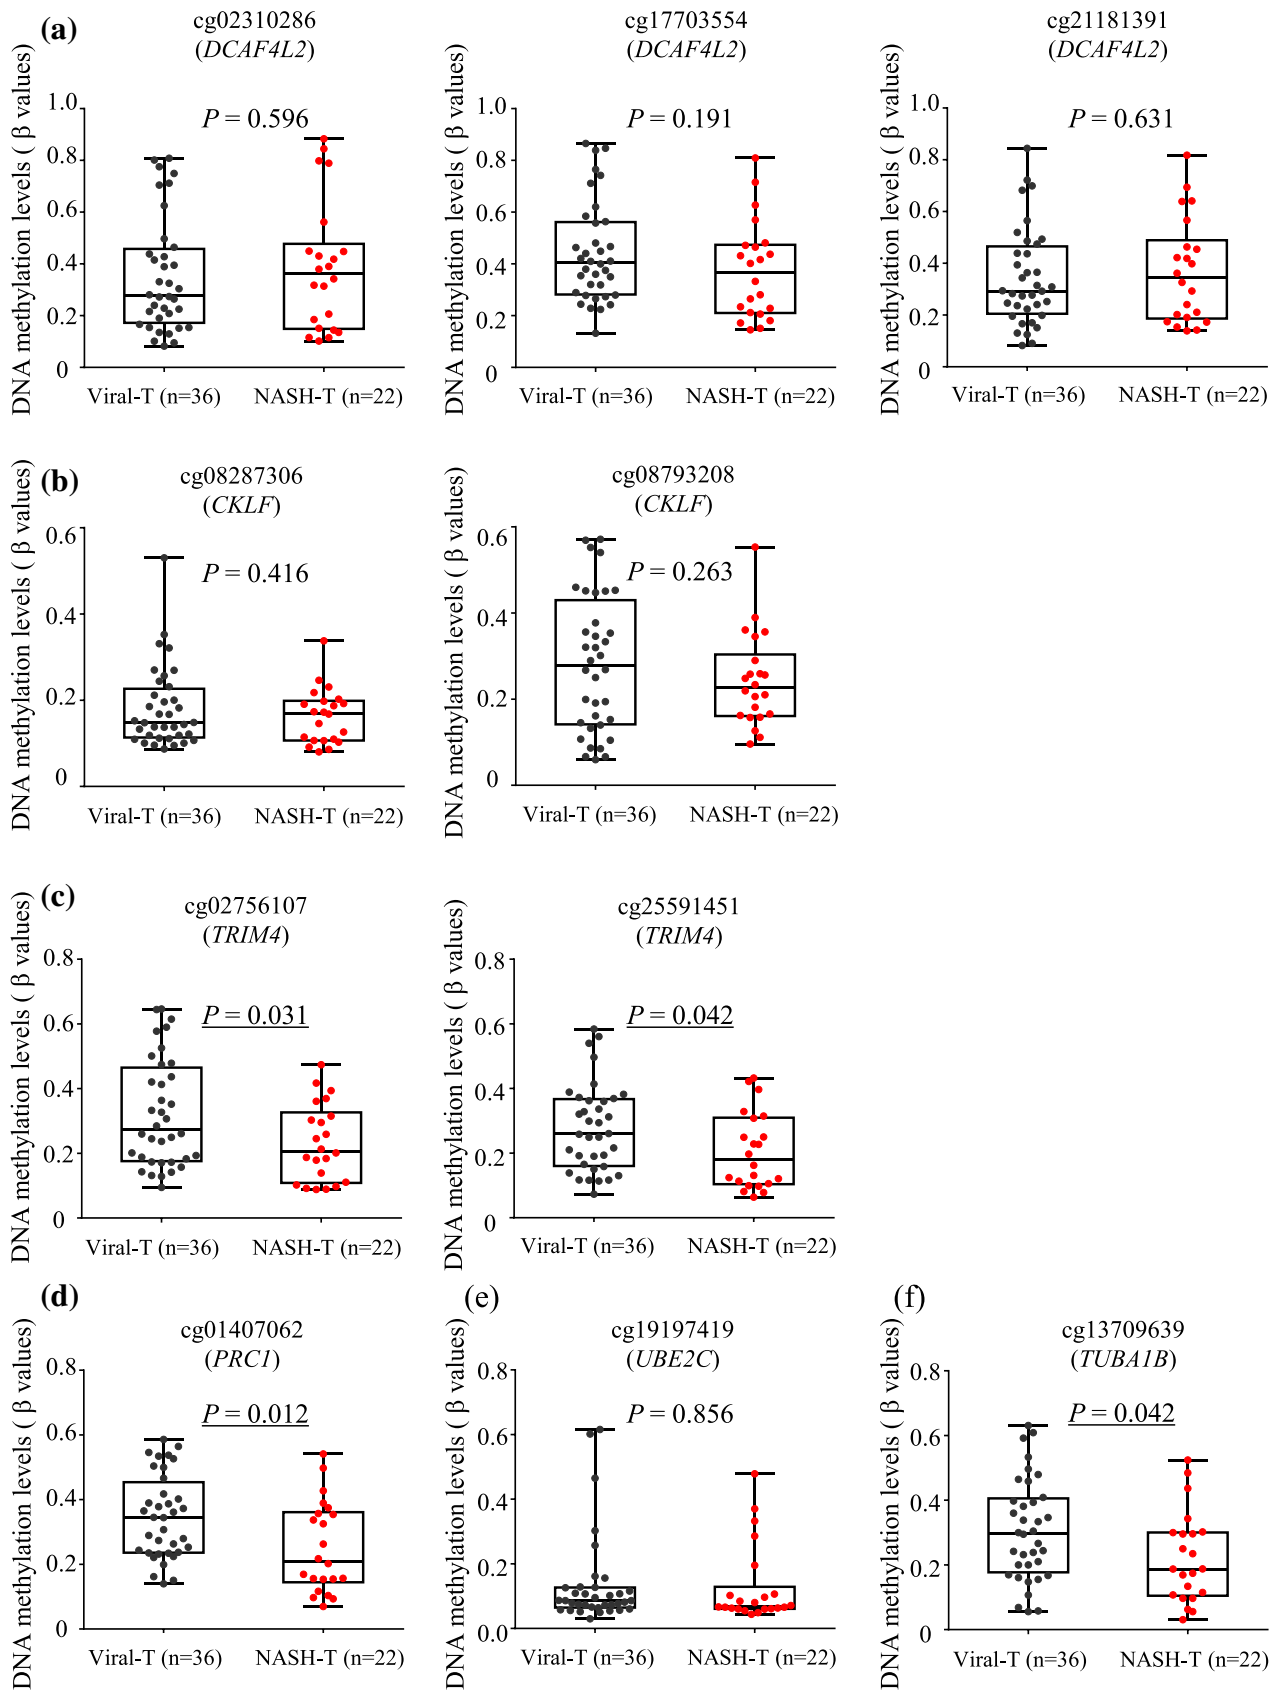 (a)
cg02310286
(DCAF4L2)
DNA methylation levels ( β values)
1.0
0.8
0.6
0.4
0.2
0
P = 0.596
Viral-T (n=36)
NASH-T (n=22)
cg17703554
(DCAF4L2)
DNA methylation levels ( β values)
1.0
0.8
0.6
0.4
0.2
0
P = 0.191
Viral-T (n=36)
NASH-T (n=22)
cg21181391
(DCAF4L2)
DNA methylation levels ( β values)
1.0
0.8
0.6
0.4
0.2
0
P = 0.631
Viral-T (n=36)
NASH-T (n=22)
(b)
cg08287306
(CKLF)
DNA methylation levels ( β values)
0.6
0.4
0.2
0
P = 0.416
Viral-T (n=36)
NASH-T (n=22)
cg08793208
(CKLF)
DNA methylation levels ( β values)
0.6
0.4
0.2
0
P = 0.263
Viral-T (n=36)
NASH-T (n=22)
(c)
cg02756107
(TRIM4)
DNA methylation levels ( β values)
0.8
0.6
0.4
0.2
0
P = 0.031
Viral-T (n=36)
NASH-T (n=22)
cg25591451
(TRIM4)
DNA methylation levels ( β values)
0.8
0.6
0.4
0.2
0
P = 0.042
Viral-T (n=36)
NASH-T (n=22)
(d)
cg01407062
(PRC1)
DNA methylation levels ( β values)
0.8
0.6
0.4
0.2
0
P = 0.012
Viral-T (n=36)
NASH-T (n=22)
(e)
cg19197419
(UBE2C)
DNA methylation levels ( β values)
0.8
0.6
0.4
0.2
0.0
P = 0.856
Viral-T (n=36)
NASH-T (n=22)
(f)
cg13709639
(TUBA1B)
DNA methylation levels ( β values)
0.8
0.6
0.4
0.2
0
P = 0.042
Viral-T (n=36)
NASH-T (n=22)